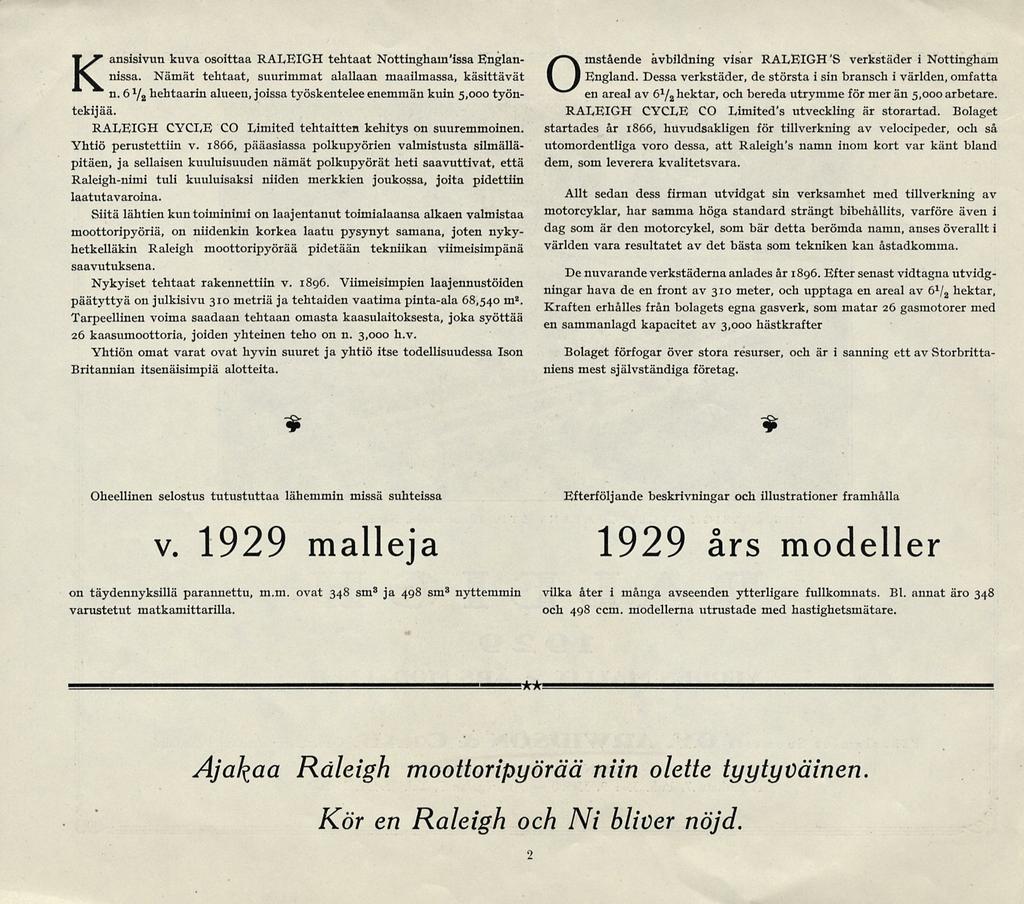 Kansisivun kuva osoittaa RALEIGH tehtaat Nottingham'issa Englan-
nissa. Nämät tehtaat, suurimmat alallaan maailmassa, käsittävät
n. 6 1/2 hehtaarin alueen, joissa työskentelee enemmän kuin 5,000 työn-
tekijää.
RALEIGH CYCLE CO Limited tehtaitten kehitys on suuremmoinen.
Yhtiö perustettiin v. 1866, pääasiassa polkupyörien valmistusta silmällä-
pitäen, ja sellaisen kuuluisuuden nämät polkupyörät heti saavuttivat, että
Raleigh-nimi tuli kuuluisaksi niiden merkkien joukossa, joita pidettiin
laatutavaroina.
Siitä lähtien kun toiminimi on laajentanut toimialaansa alkaen valmistaa
moottoripyöriä, on niidenkin korkea laatu pysynyt samana, joten nyky-
hetkelläkin Raleigh moottoripyörää pidetään tekniikan viimeisimpänä
saavutuksena.
Nykyiset tehtaat rakennettiin v. 1896. Viimeisimpien laajennustöiden
päätyttyä on julkisivu 310 metriä ja tehtaiden vaatima pinta-ala 68,540 m².
Tarpeellinen voima saadaan tehtaan omasta kaasulaitoksesta, joka syöttää
26 kaasumoottoria, joiden yhteinen teho on n. 3,000 h.v.
Yhtiön omat varat ovat hyvin suuret ja yhtiö itse todellisuudessa Ison
Britannian itsenäisimpiä alotteita.
Oheellinen selostus tutustuttaa lähemmin missä suhteissa
v. 1929 malleja
on täydennyksillä parannettu, m.m. ovat 348 sm³ ja 498 sm³ nyttemmin
varustetut matkamittarilla.
Omstående avbildning visar RALEIGH'S verkstäder i Nottingham
England. Dessa verkstäder, de största i sin bransch i världen, omfatta
en areal av 6 1/2 hektar, och bereda utrymme för mer än 5,000 arbetare.
RALEIGH CYCLE CO Limited's utveckling är storartad. Bolaget
startades år 1866, huvudsakligen för tillverkning av velocipeder, och så
utomordentliga voro dessa, att Raleigh's namn inom kort var känt bland
dem, som leverera kvalitetsvara.
Allt sedan dess firman utvidgat sin verksamhet med tillverkning av
motorcyklar, har samma höga standard strängt bibehållits, varföre även i
dag som är den motorcykel, som bär detta berömda namn, anses överallt i
världen vara resultatet av det bästa som tekniken kan åstadkomma.
De nuvarande verkstäderna anlades år 1896. Efter senast vidtagna utvidg-
ningar hava de en front av 310 meter, och upptaga en areal av 6 1/2 hektar,
Kraften erhålles från bolagets egna gasverk, som matar 26 gasmotorer med
en sammanlagd kapacitet av 3,000 hästkrafter
Bolaget förfogar över stora resurser, och är i sanning ett av Storbritta-
niens mest självständiga företag.
Efterföljande beskrivningar och illustrationer framhålla
1929 års modeller
vilka åter i många avseenden ytterligare fullkomnats. Bl. annat äro 348
och 498 ccm. modellerna utrustade med hastighetsmätare.
Ajakaa Raleigh moottoripyörää niin olette tyytyväinen.
Kör en Raleigh och Ni bliver nöjd.
2